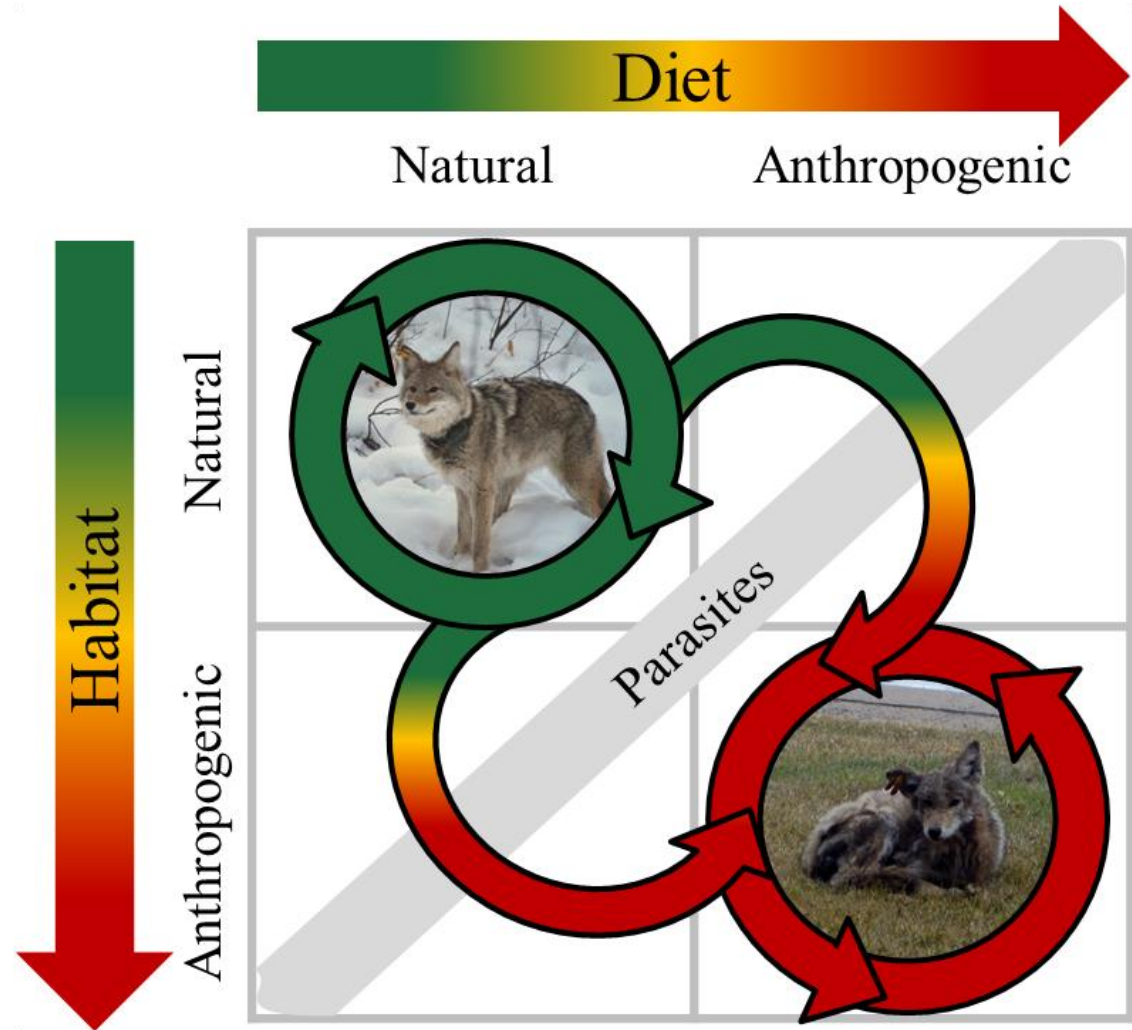 Diet
Natural
Anthropogenic
Habitat
Natural
Anthropogenic
Parasites